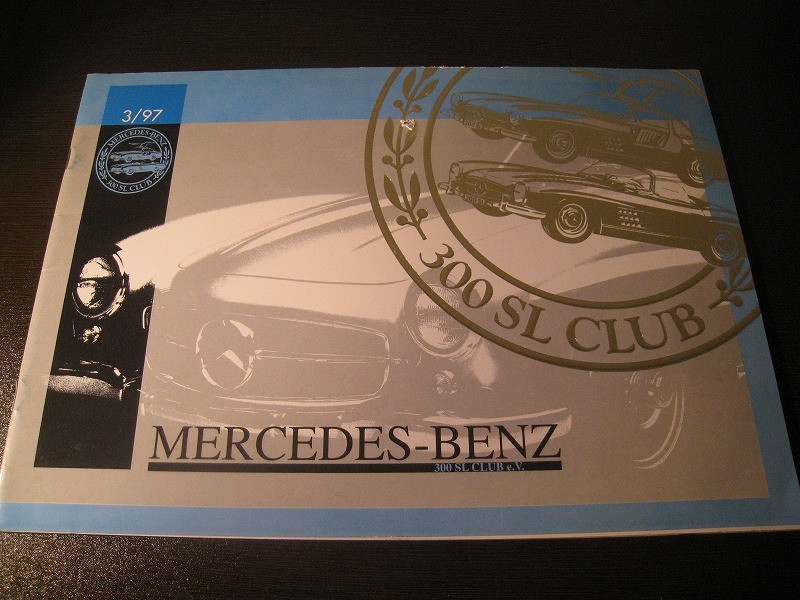 3/97
MERCEDES-BENZ
300 SL CLUB
300 SL CLUB
MERCEDES-BENZ
300 SL CLUB e.V.